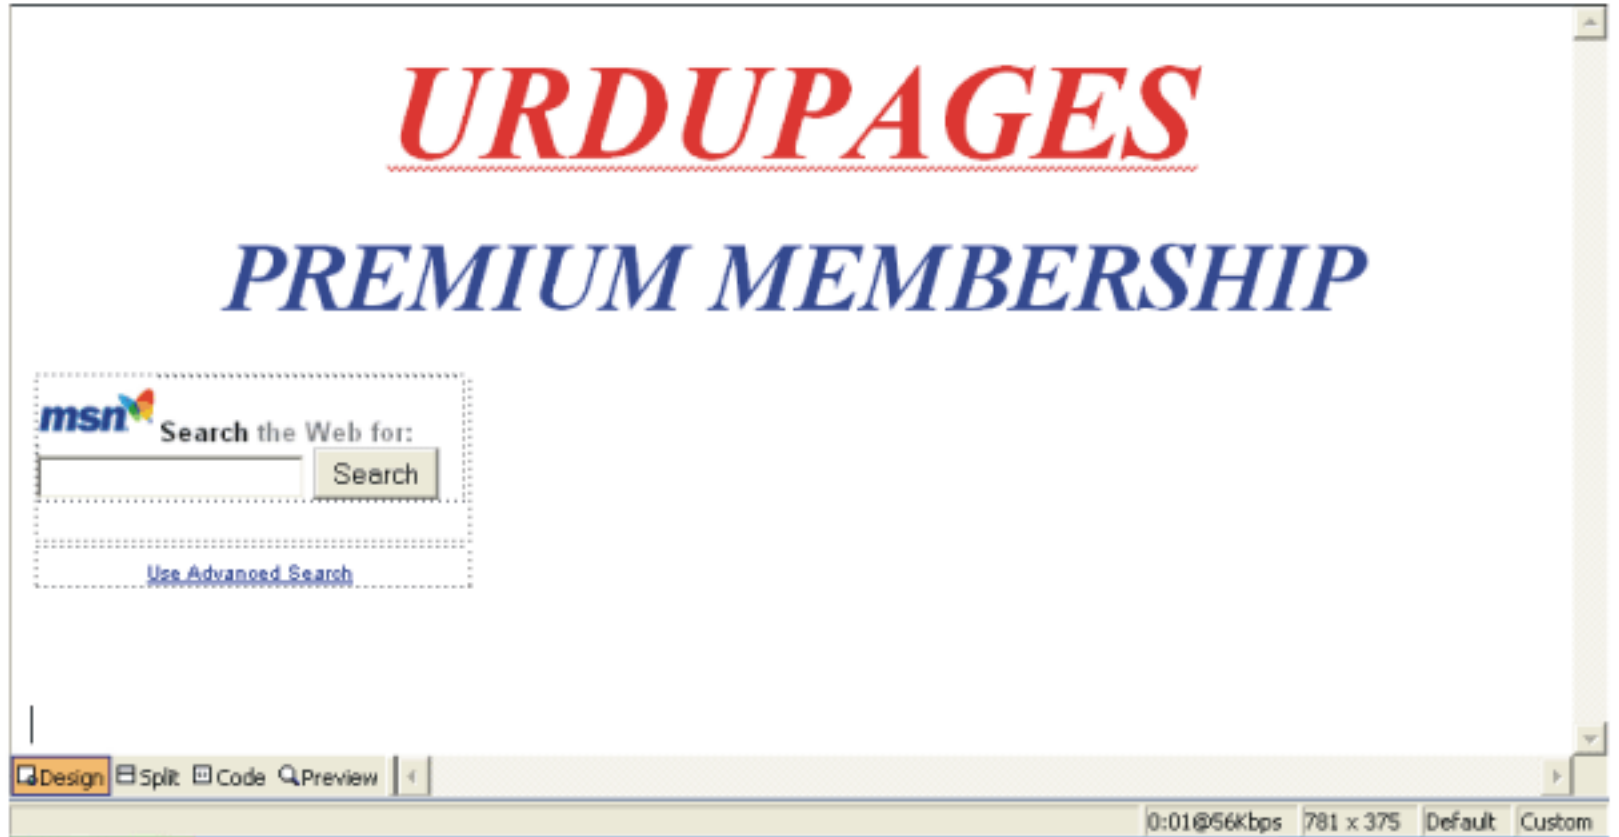 URDUPAGES
PREMIUM MEMBERSHIP
msn Search the Web for:
Search
Use Advanced Search
Design Split Code Preview
0:01@56Kbps 781 x 375 Default Custom